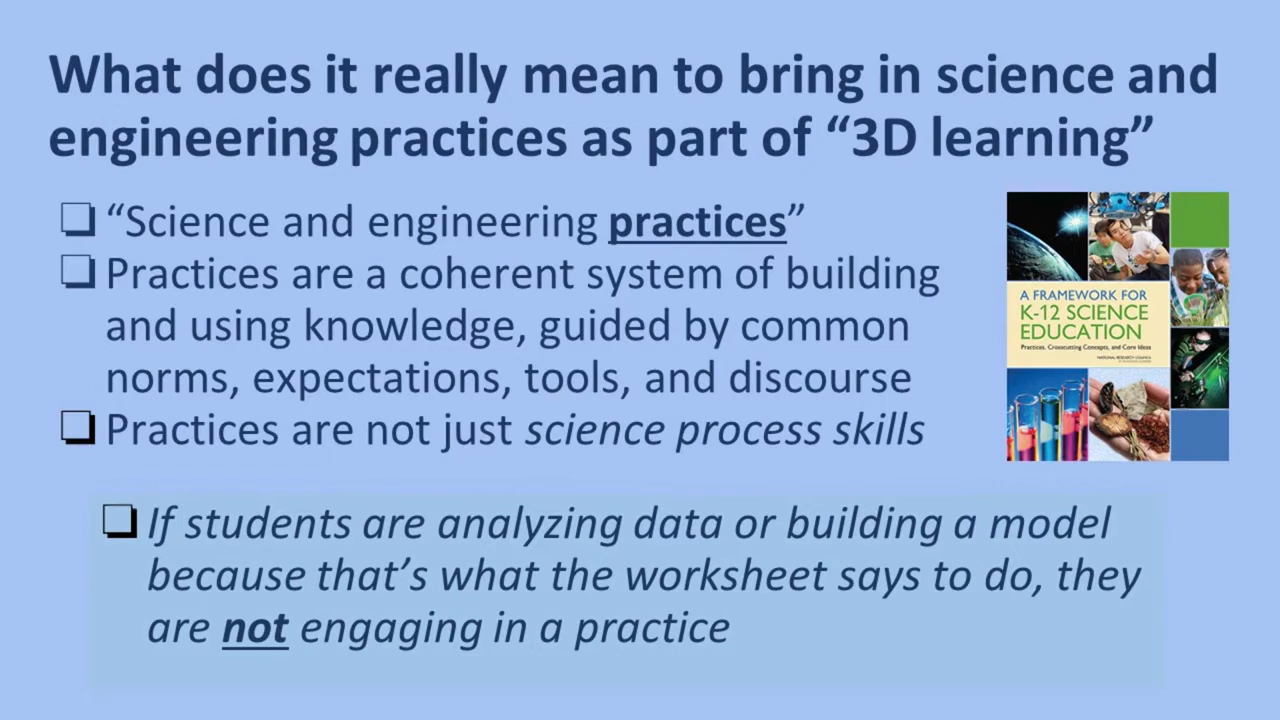 What does it really mean to bring in science and
engineering practices as part of “3D learning”
❑ “Science and engineering practices”
❑ Practices are a coherent system of building
and using knowledge, guided by common
norms, expectations, tools, and discourse
❑ Practices are not just science process skills
❑ If students are analyzing data or building a model
because that’s what the worksheet says to do, they
are not engaging in a practice
A FRAMEWORK FOR
K-12 SCIENCE
EDUCATION
Practices, Crosscutting Concepts, and Core Ideas
NATIONAL RESEARCH COUNCIL